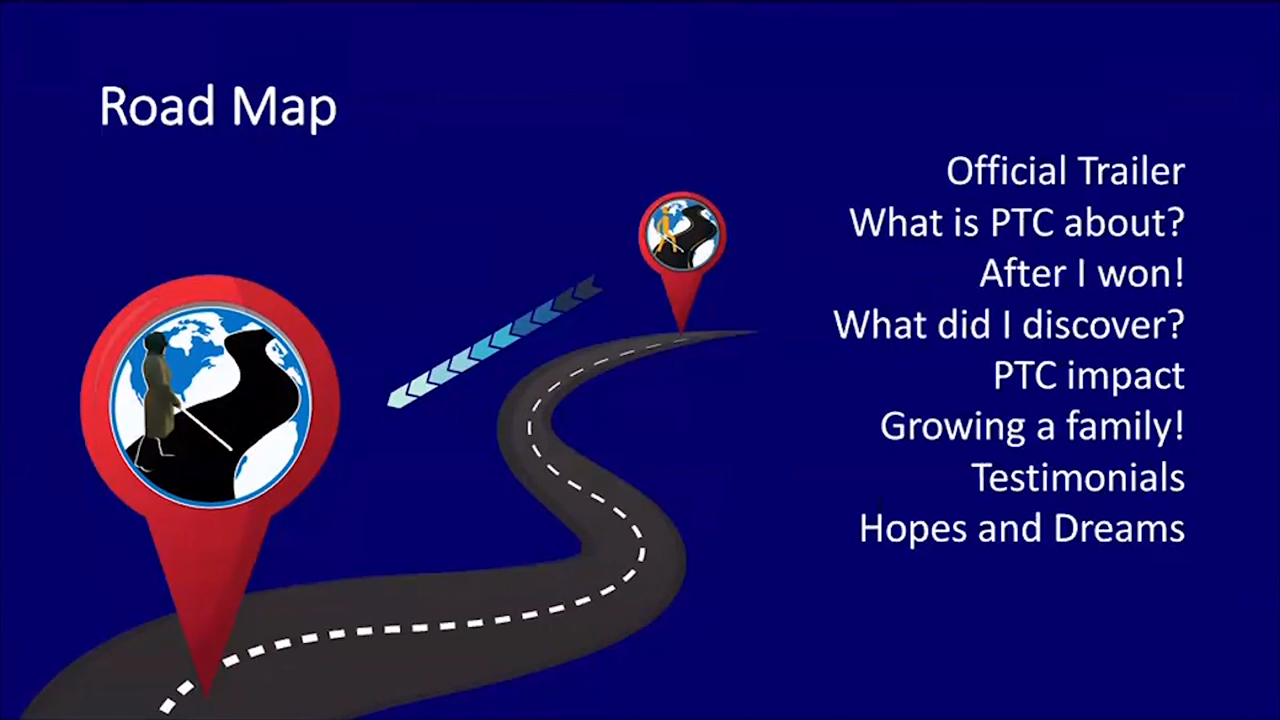 Road Map
Official Trailer
What is PTC about?
After I won!
What did I discover?
PTC impact
Growing a family!
Testimonials
Hopes and Dreams